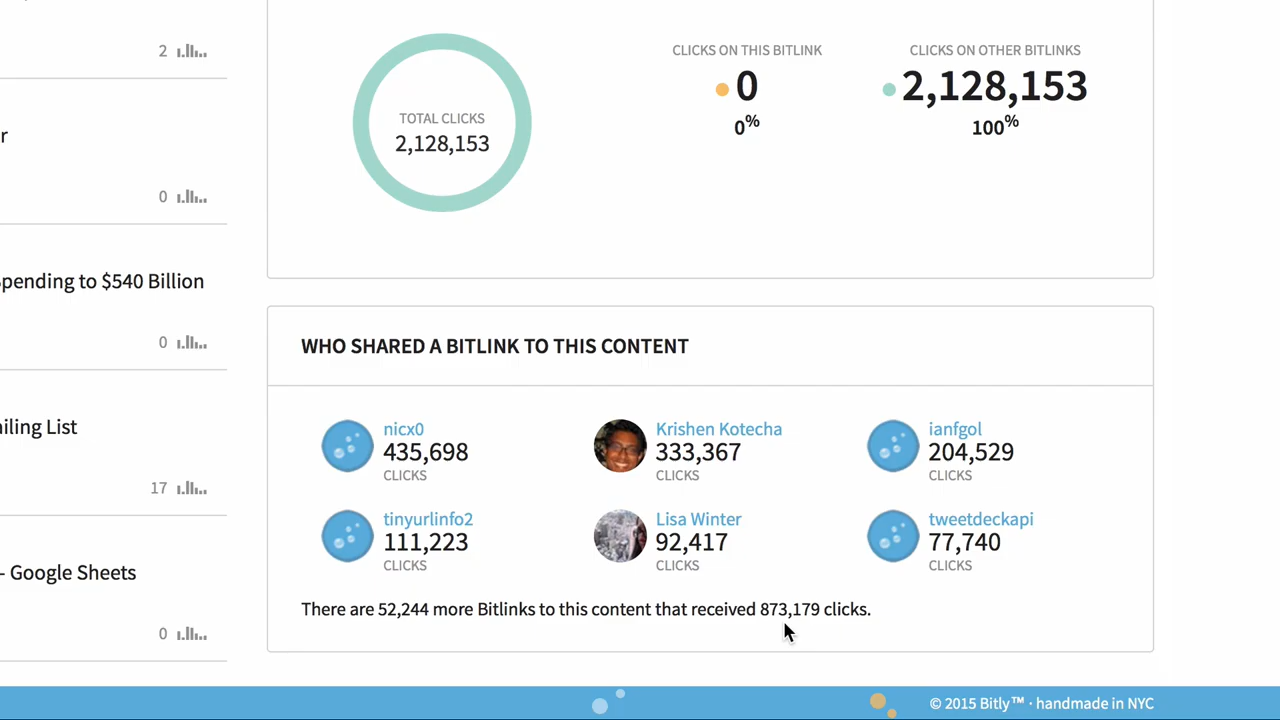 2
r
0
pending to $540 Billion
0
ailing List
17
- Google Sheets
0
TOTAL CLICKS
2,128,153
CLICKS ON THIS BITLINK
0
0%
CLICKS ON OTHER BITLINKS
2,128,153
100%
WHO SHARED A BITLINK TO THIS CONTENT
nicx0
435,698
CLICKS
Krishen Kotecha
333,367
CLICKS
ianfgol
204,529
CLICKS
tinyurlinfo2
111,223
CLICKS
Lisa Winter
92,417
CLICKS
tweetdeckapi
77,740
CLICKS
There are 52,244 more Bitlinks to this content that received 873,179 clicks.
© 2015 Bitly™ · handmade in NYC